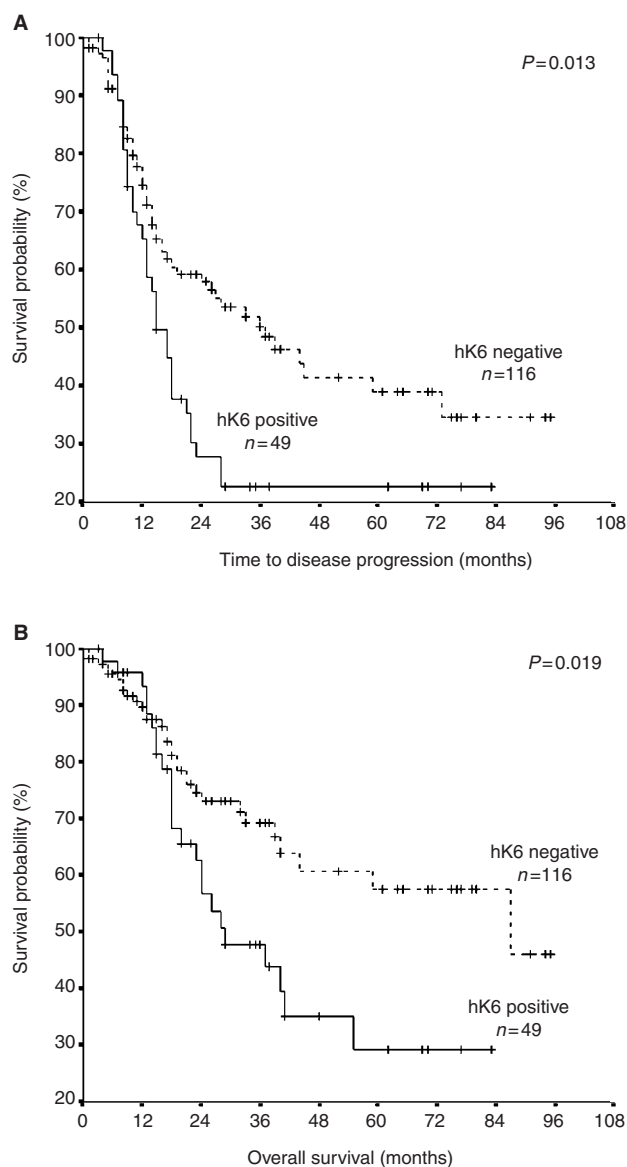 A
P=0.013
100
90
80
70
60
50
40
30
20
Survival probability (%)
hK6 negative
n=116
hK6 positive
n=49
0 12 24 36 48 60 72 84 96 108
Time to disease progression (months)
B
P=0.019
100
90
80
70
60
50
40
30
20
Survival probability (%)
hK6 negative
n=116
hK6 positive
n=49
0 12 24 36 48 60 72 84 96 108
Overall survival (months)